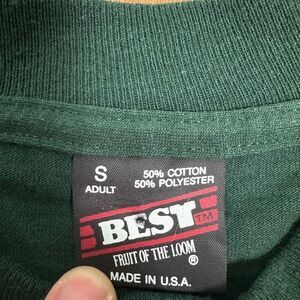 S
ADULT
50% COTTON
50% POLYESTER
BEST TM
FRUIT OF THE LOOM
®
MADE IN U.S.A.